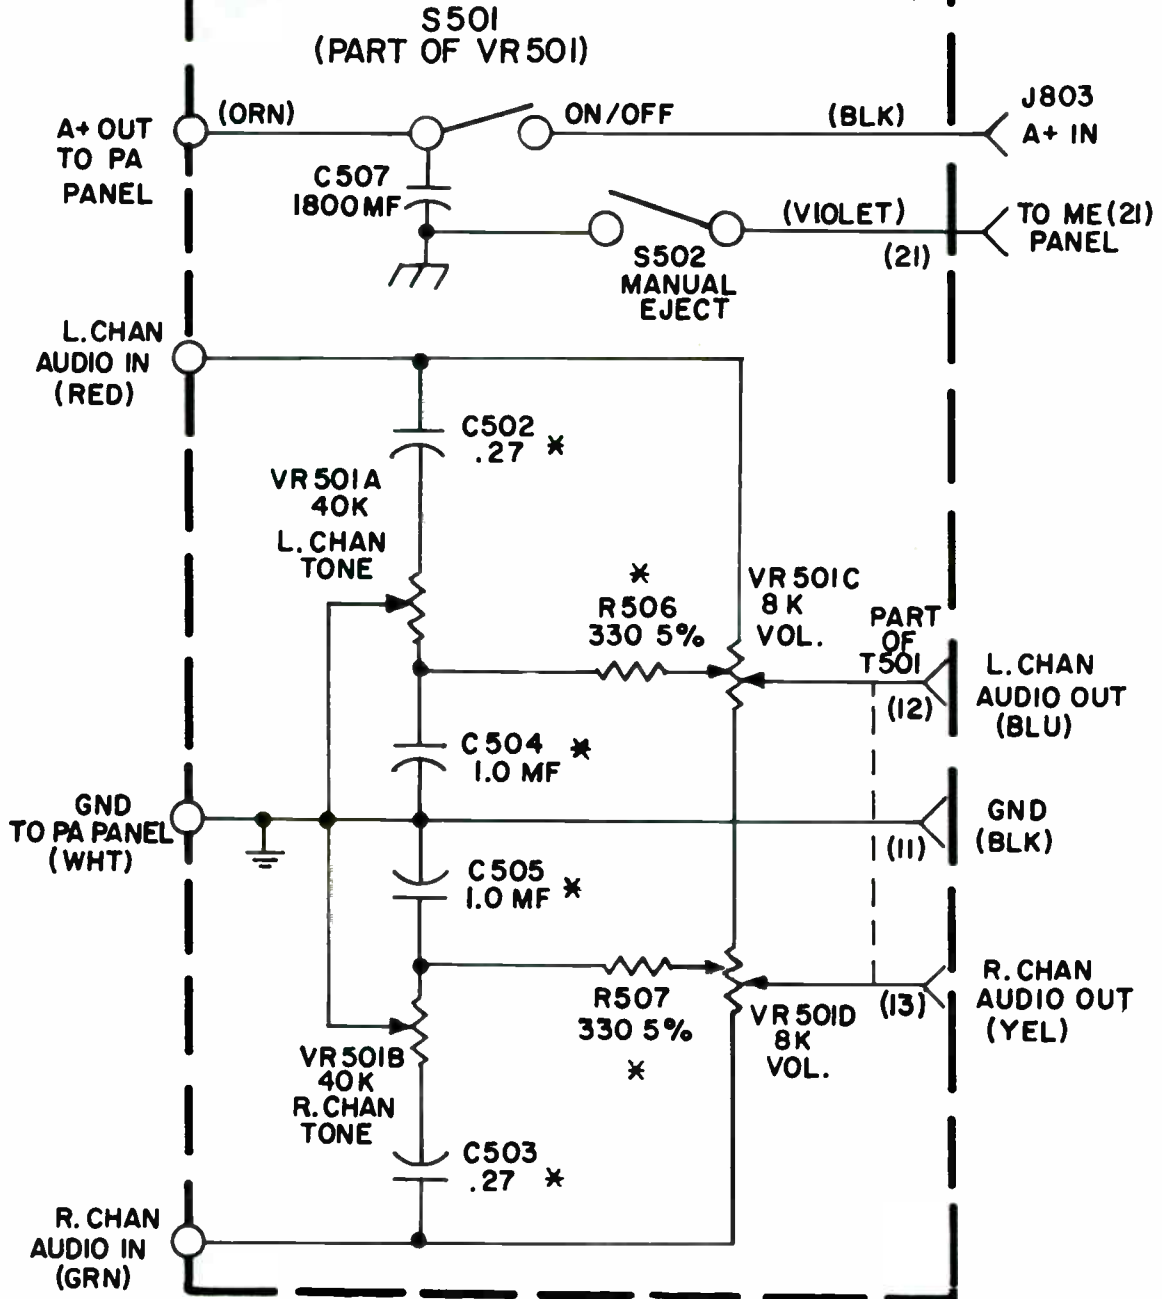 S501
(PART OF VR501)
A+ OUT
TO PA
PANEL
(ORN)
ON/OFF
(BLK)
J803
A+ IN
C507
1800MF
S502
MANUAL
EJECT
(VIOLET)
(21)
TO ME(21)
PANEL
L.CHAN
AUDIO IN
(RED)
C502
.27 *
VR501A
40K
L.CHAN
TONE
*
R506
330 5%
VR501C
8K
VOL.
PART
OF
T501
(12)
L.CHAN
AUDIO OUT
(BLU)
C504 *
1.0 MF
GND
TO PA PANEL
(WHT)
(11)
GND
(BLK)
C505
1.0 MF *
R507
330 5%
*
VR501D
8K
VOL.
(13)
R.CHAN
AUDIO OUT
(YEL)
VR501B
40K
R.CHAN
TONE
C503
.27 *
R.CHAN
AUDIO IN
(GRN)